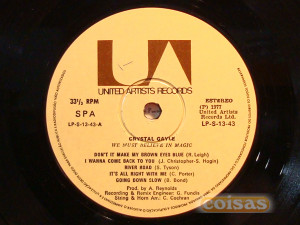 UA
UNITED ARTISTS RECORDS
33⅓ RPM
SPA
LP-S-13-43-A
ESTEREO
(P) 1977
United Artists
Records Ltd.
LP-S-13-43
CRYSTAL GAYLE
WE MUST BELIEVE IN MAGIC
DON'T IT MAKE MY BROWN EYES BLUE (R. Leigh)
I WANNA COME BACK TO YOU (J. Christopher-S. Hogin)
RIVER ROAD (S. Tyson)
IT'S ALL RIGHT WITH ME (C. Porter)
GOING DOWN SLOW (B. Bond)
Prod. by A. Reynolds
Recording & Remix Engineer: G. Fundis
String & Horn Arr.: C. Cochran
coisas